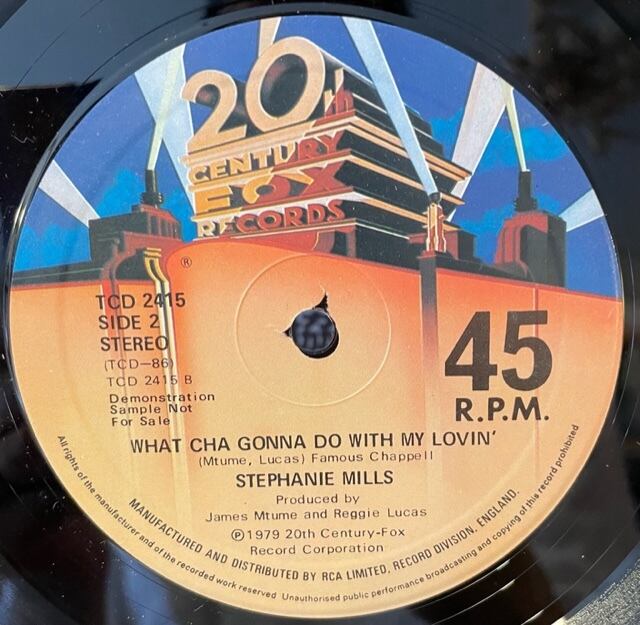 20th
CENTURY
FOX
RECORDS
®
TCD 2415
SIDE 2
STEREO
(TCD—86)
TCD 2415 B
Demonstration
Sample Not
For Sale
45
R.P.M.
WHAT CHA GONNA DO WITH MY LOVIN'
(Mtume, Lucas) Famous Chappell
STEPHANIE MILLS
Produced by
James Mtume and Reggie Lucas
℗ 1979 20th Century-Fox
Record Corporation
MANUFACTURED AND DISTRIBUTED BY RCA LIMITED, RECORD DIVISION, ENGLAND.
All rights of the manufacturer and of the recorded work reserved Unauthorised public performance broadcasting and copying of this record prohibited